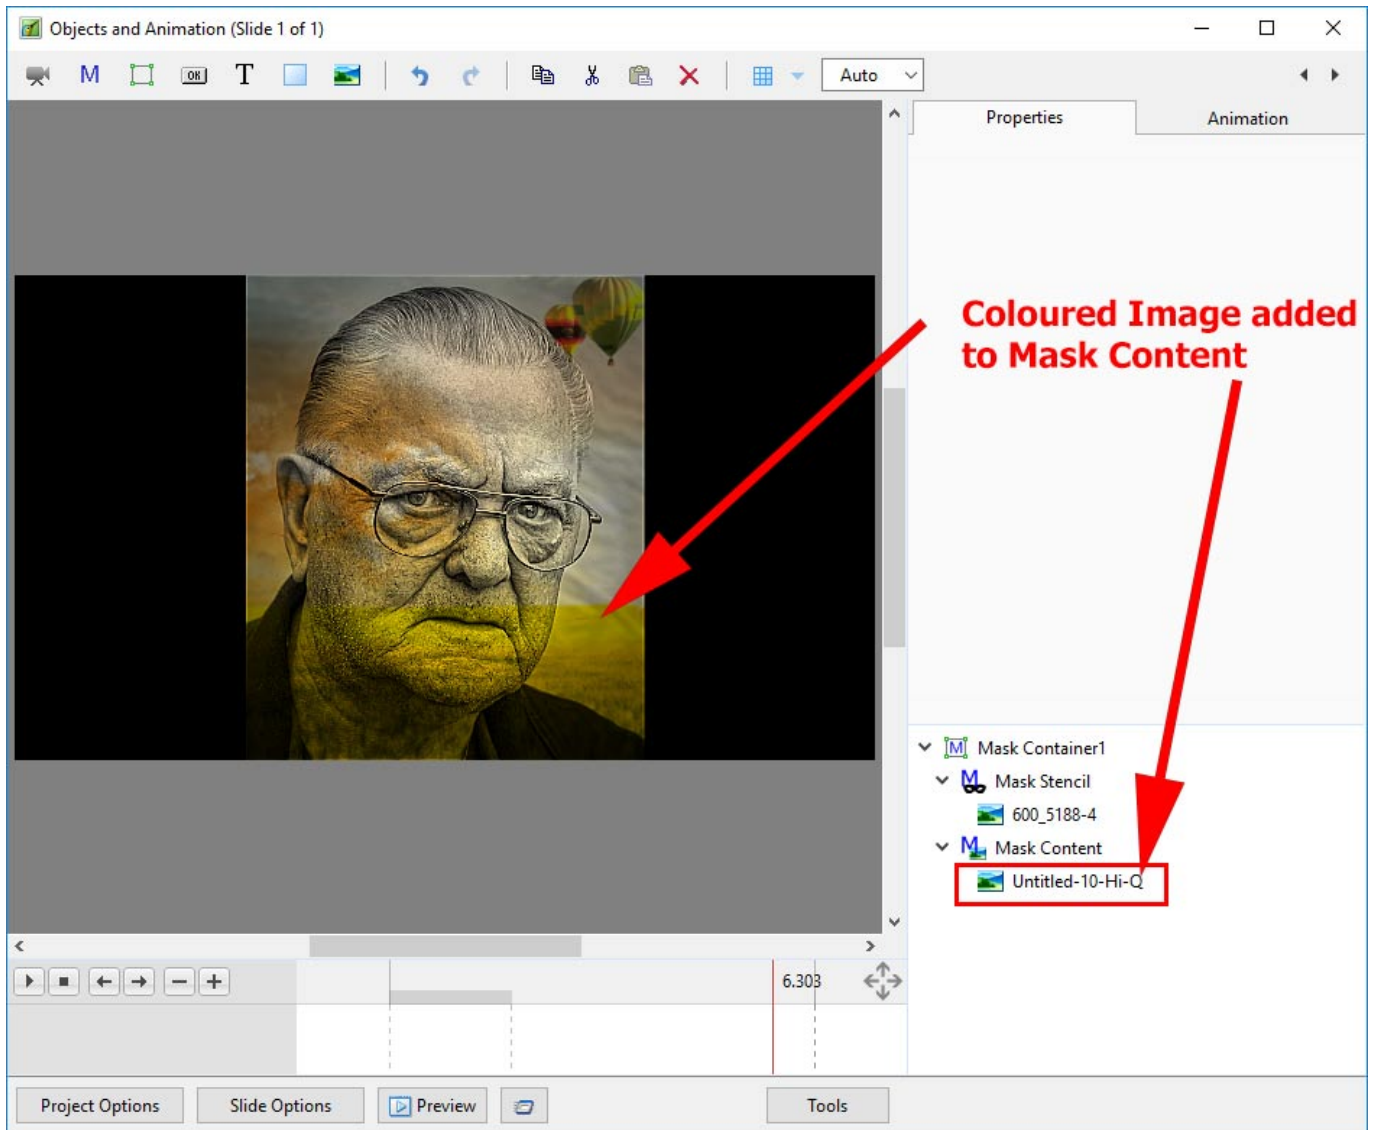 Objects and Animation (Slide 1 of 1)
M OK T Auto
Properties Animation
Coloured Image added
to Mask Content
M Mask Container1
M Mask Stencil
600_5188-4
M Mask Content
Untitled-10-Hi-Q
6.303
Project Options Slide Options Preview Tools